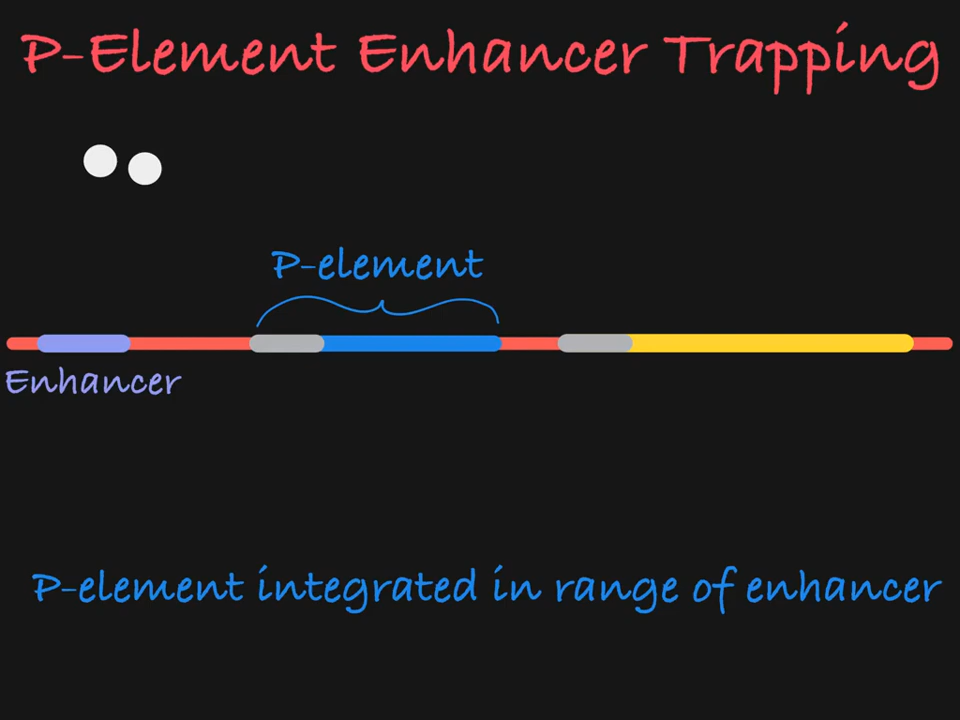 P-Element Enhancer Trapping
P-element
Enhancer
P-element integrated in range of enhancer